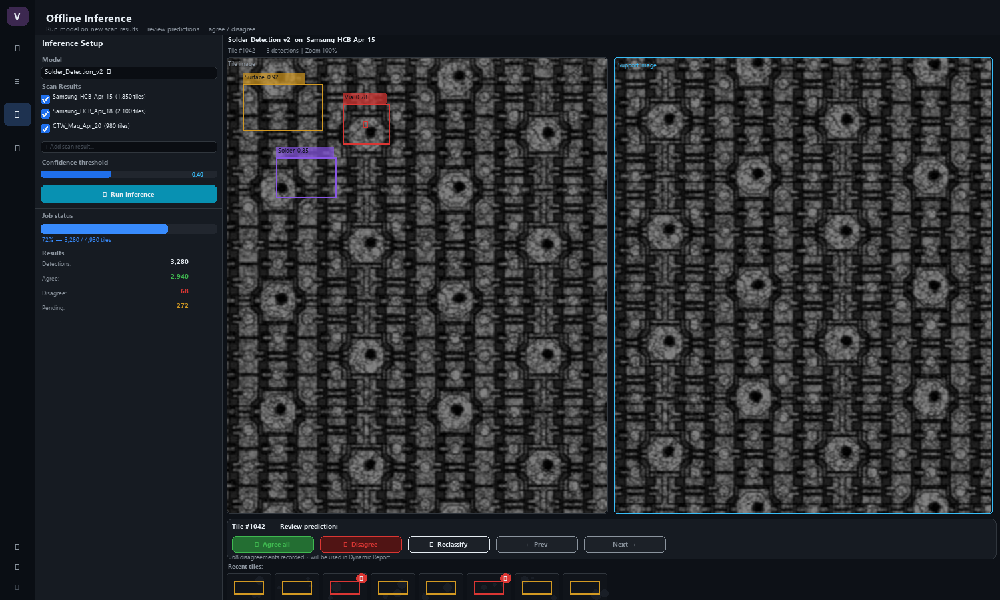 V
Offline Inference
Run model on new scan results · review predictions · agree / disagree
Inference Setup
Model
Solder_Detection_v2
Scan Results
Samsung_HCB_Apr_15 (1,850 tiles)
Samsung_HCB_Apr_18 (2,100 tiles)
CTW_Mag_Apr_20 (980 tiles)
+ Add scan result...
Confidence threshold
0.40
Run Inference
Job status
72% — 3,280 / 4,930 tiles
Results
Detections: 3,280
Agree: 2,940
Disagree: 68
Pending: 272
Solder_Detection_v2 on Samsung_HCB_Apr_15
Tile #1042 — 3 detections | Zoom 100%
Tile image
Surface 0.92
Via 0.78
Solder 0.85
Support image
Tile #1042 — Review prediction:
Agree all
Disagree
Reclassify
← Prev
Next →
68 disagreements recorded · will be used in Dynamic Report
Recent tiles: